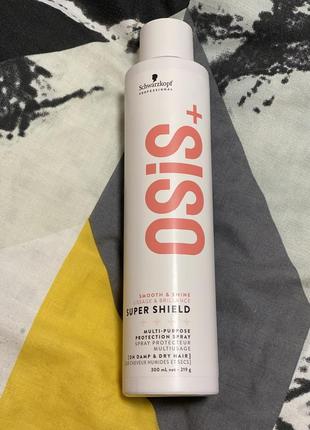 Schwarzkopf
PROFESSIONAL
OSiS+
SMOOTH & SHINE
LISSAGE & BRILLANCE
SUPER SHIELD
MULTI-PURPOSE
PROTECTION SPRAY
SPRAY PROTECTEUR
MULTIUSAGE
[ON DAMP & DRY HAIR]
CHEVEUX HUMIDES ET SECS]
300 mL net - 219 g